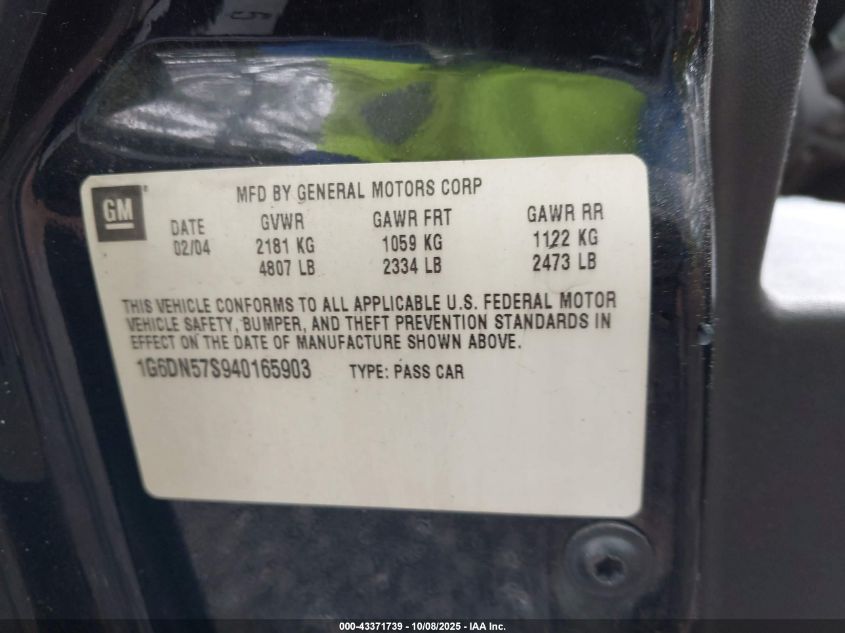 GM
MFD BY GENERAL MOTORS CORP
DATE GVWR GAWR FRT GAWR RR
02/04 2181 KG 1059 KG 1122 KG
4807 LB 2334 LB 2473 LB
THIS VEHICLE CONFORMS TO ALL APPLICABLE U.S. FEDERAL MOTOR
VEHICLE SAFETY, BUMPER, AND THEFT PREVENTION STANDARDS IN
EFFECT ON THE DATE OF MANUFACTURE SHOWN ABOVE.
1G6DN57S940165903 TYPE: PASS CAR
000-43371739 - 10/08/2025 - IAA Inc.